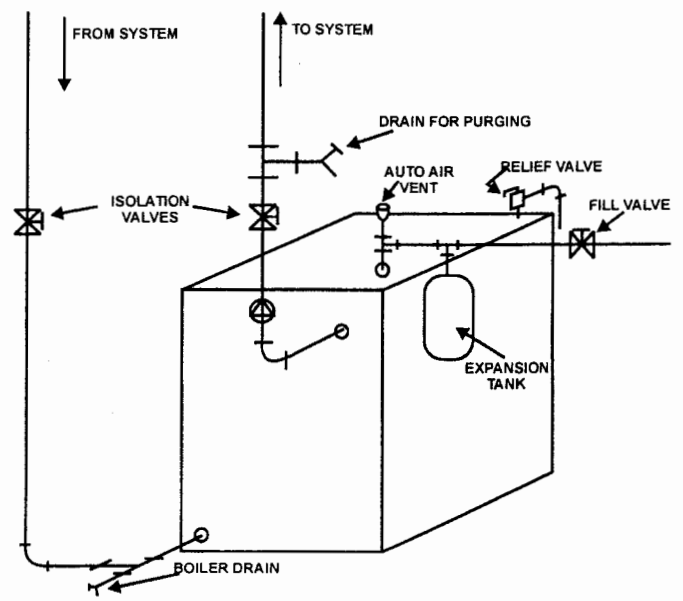 FROM SYSTEM
TO SYSTEM
DRAIN FOR PURGING
AUTO AIR
VENT
RELIEF VALVE
ISOLATION
VALVES
FILL VALVE
EXPANSION
TANK
BOILER DRAIN